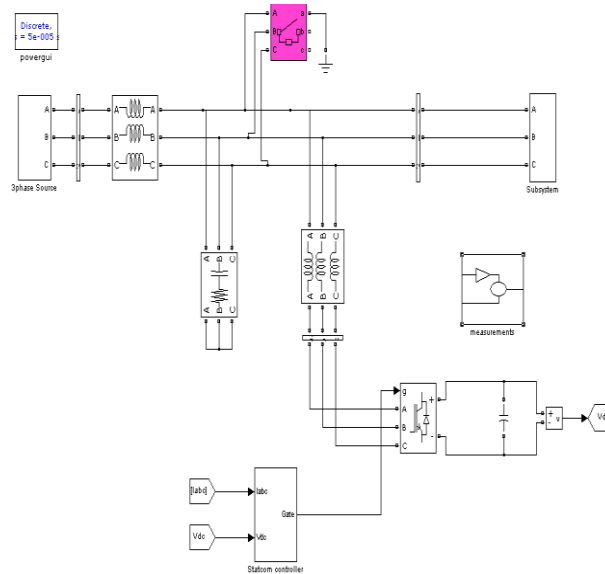 Discrete,
s = 5e-005
powergui
A a
B b
C c
A A A A
B B B B
C C C C
3phase Source
Subsystem
A B C
A B C
A B C
A B C
measurements
g
A +
B
C -
+
- v
Vd
[Iabc]
Iabc
Gate
Vdc
Vdc
Statcom controller